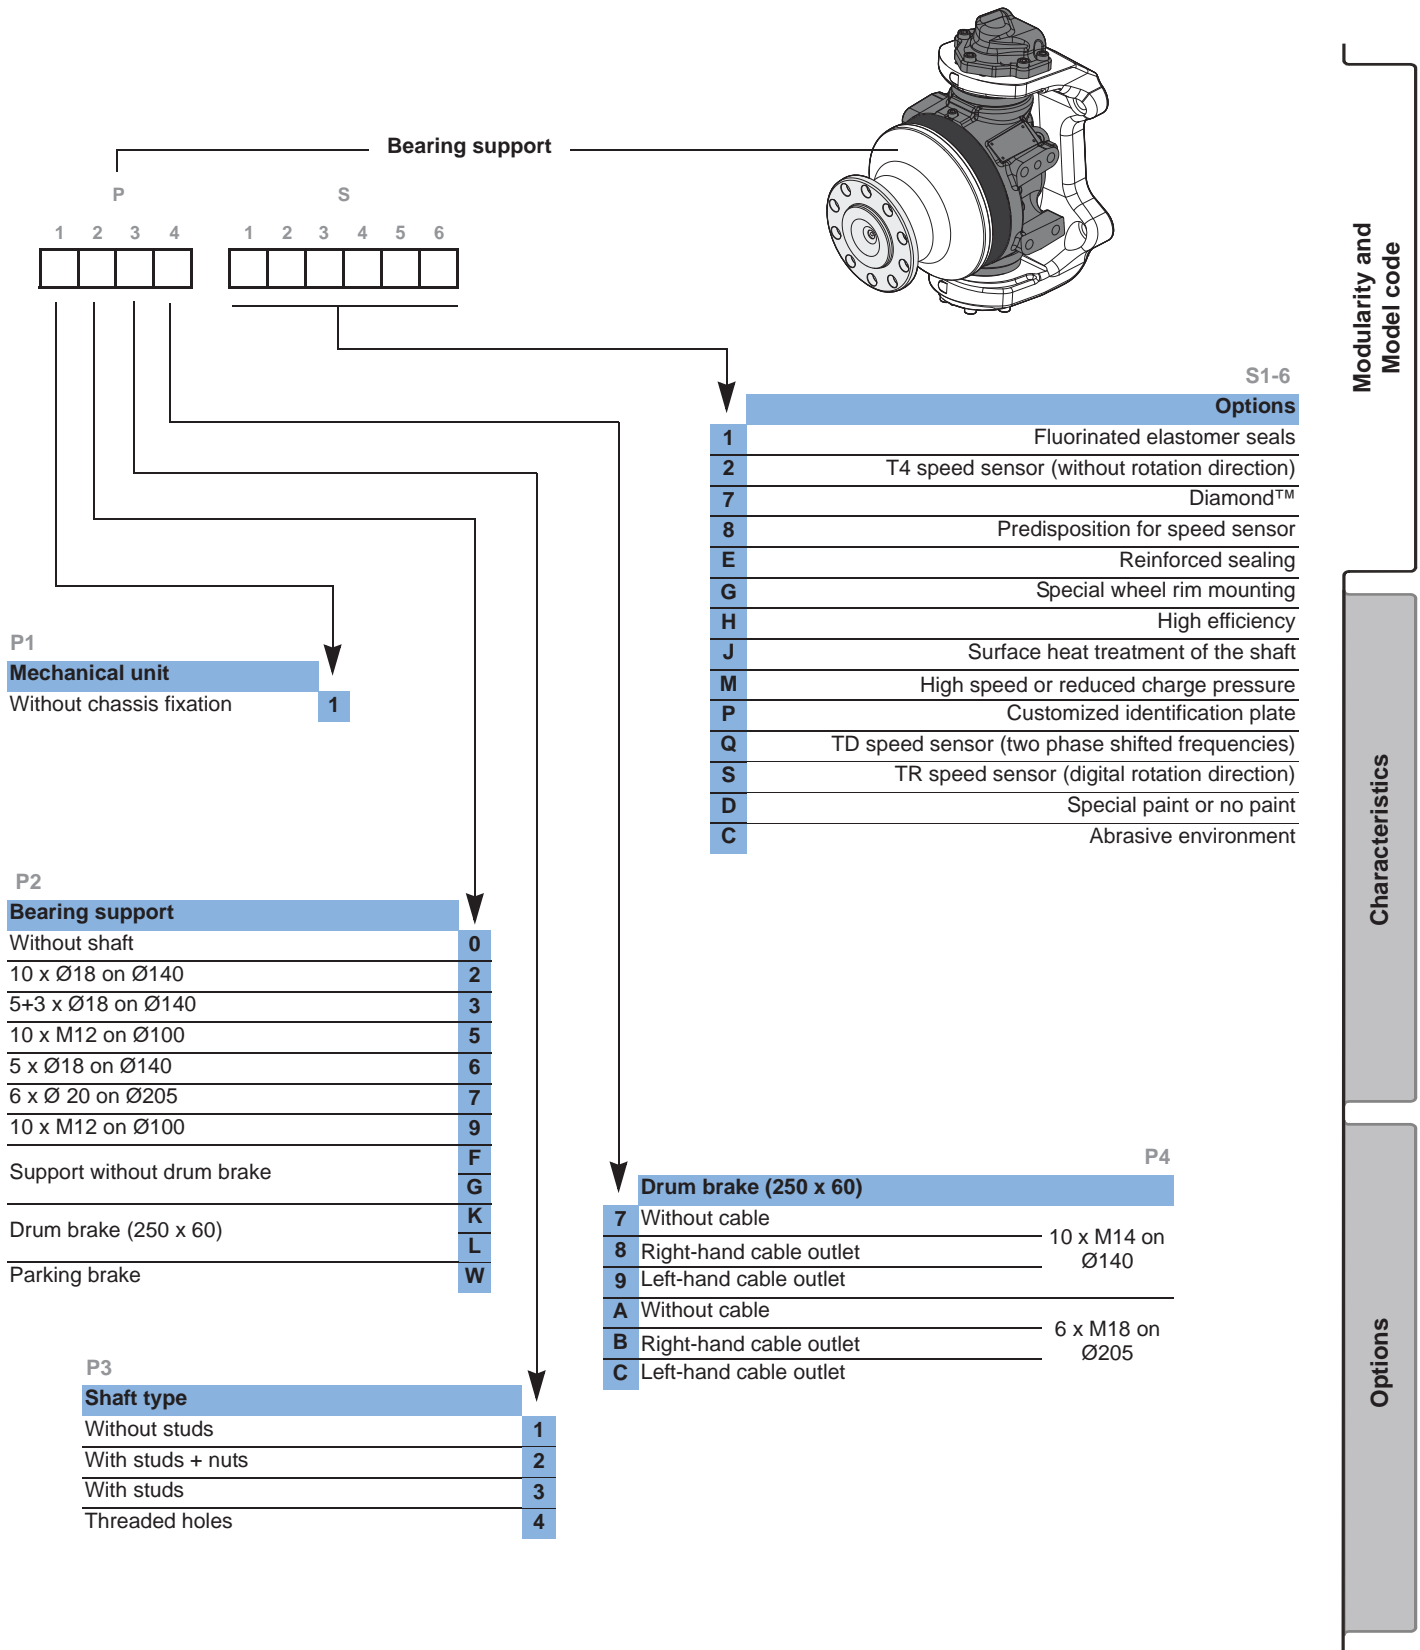 Bearing support
P S
1 2 3 4 1 2 3 4 5 6
S1-6
Options
1 Fluorinated elastomer seals
2 T4 speed sensor (without rotation direction)
7 Diamond™
8 Predisposition for speed sensor
E Reinforced sealing
G Special wheel rim mounting
H High efficiency
J Surface heat treatment of the shaft
M High speed or reduced charge pressure
P Customized identification plate
Q TD speed sensor (two phase shifted frequencies)
S TR speed sensor (digital rotation direction)
D Special paint or no paint
C Abrasive environment
P1
Mechanical unit
Without chassis fixation 1
P2
Bearing support
Without shaft 0
10 x Ø18 on Ø140 2
5+3 x Ø18 on Ø140 3
10 x M12 on Ø100 5
5 x Ø18 on Ø140 6
6 x Ø 20 on Ø205 7
10 x M12 on Ø100 9
Support without drum brake F
G
Drum brake (250 x 60) K
L
Parking brake W
P4
Drum brake (250 x 60)
7 Without cable
8 Right-hand cable outlet
9 Left-hand cable outlet
10 x M14 on
Ø140
A Without cable
B Right-hand cable outlet
C Left-hand cable outlet
6 x M18 on
Ø205
P3
Shaft type
Without studs 1
With studs + nuts 2
With studs 3
Threaded holes 4
Modularity and
Model code
Characteristics
Options